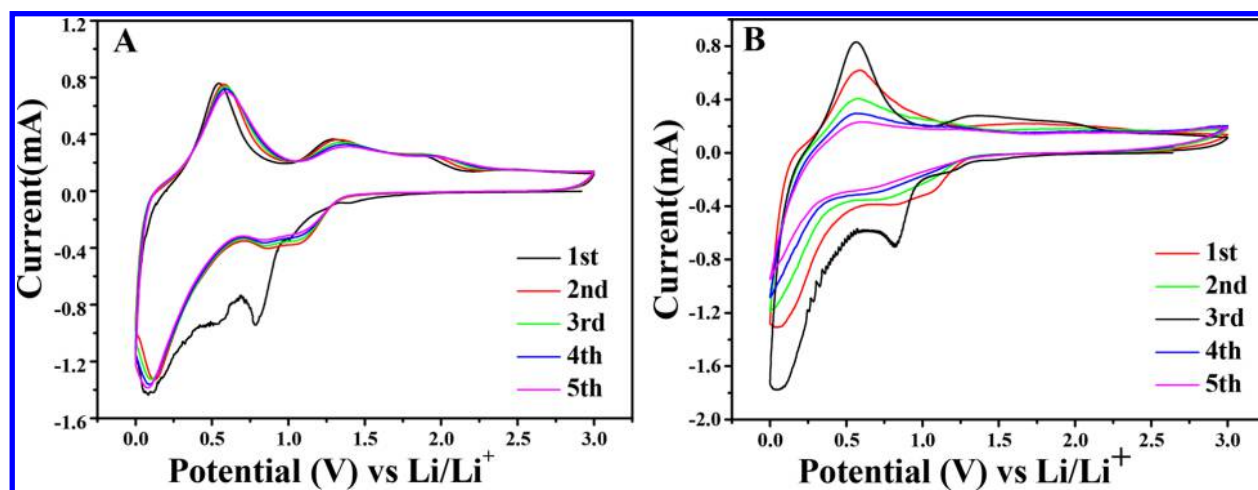 A
Current(mA)
1.2
0.8
0.4
0.0
-0.4
-0.8
-1.2
-1.6
1st
2nd
3rd
4th
5th
0.0 0.5 1.0 1.5 2.0 2.5 3.0
Potential (V) vs Li/Li⁺
B
Current(mA)
0.8
0.4
0.0
-0.4
-0.8
-1.2
-1.6
-2.0
1st
2nd
3rd
4th
5th
0.0 0.5 1.0 1.5 2.0 2.5 3.0
Potential (V) vs Li/Li⁺